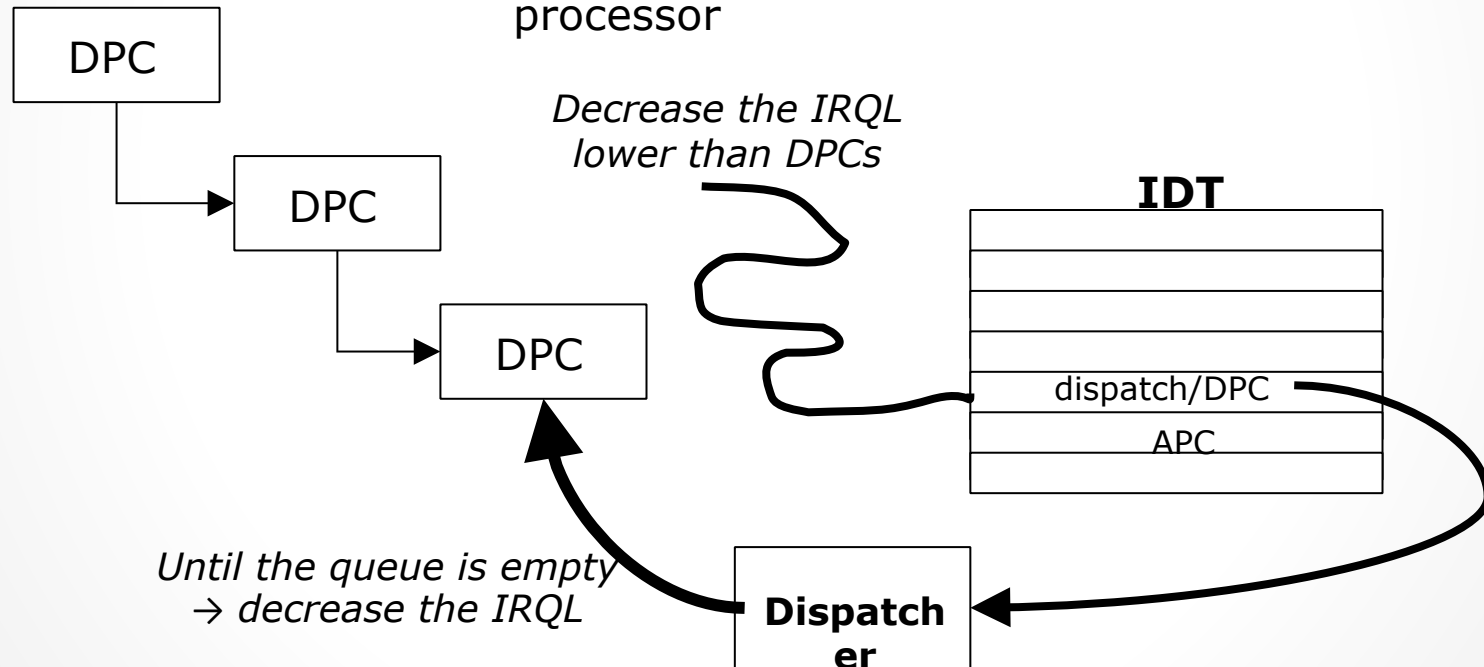 processor
DPC
Decrease the IRQL
lower than DPCs
DPC
IDT
DPC
dispatch/DPC
APC
Until the queue is empty
→ decrease the IRQL
Dispatch
er